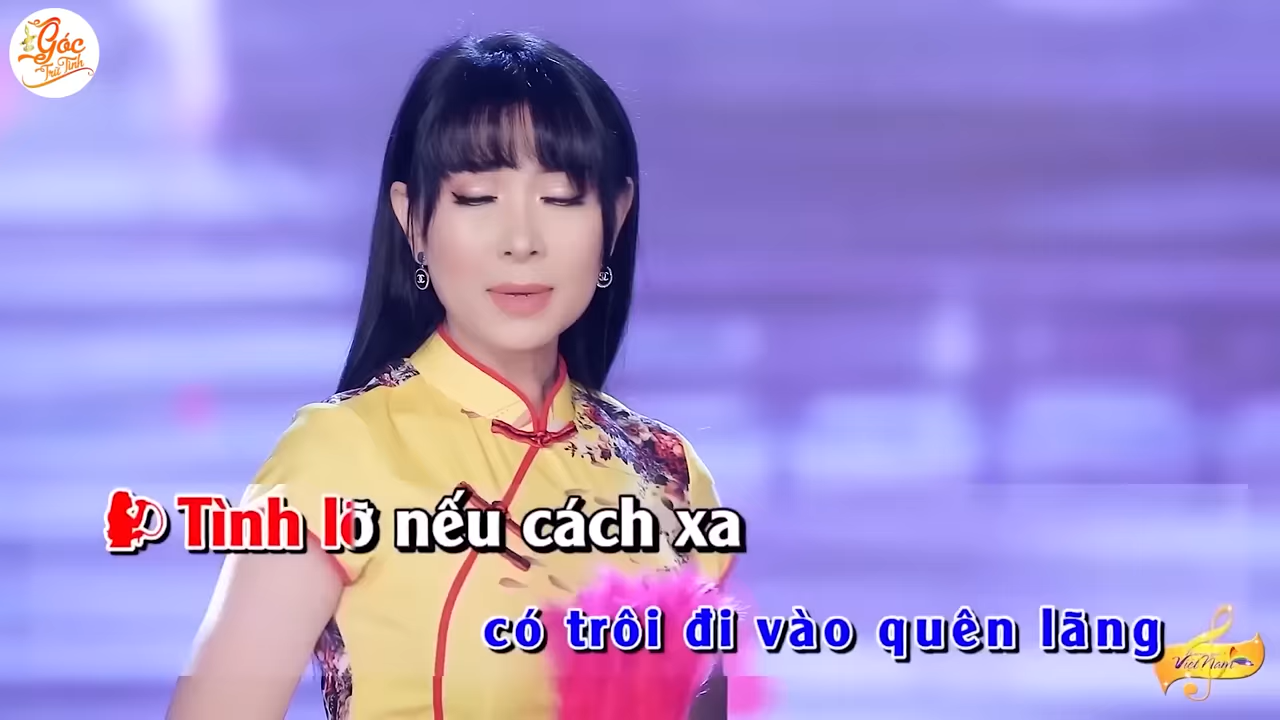 Góc
Trữ Tình
Tình lỡ nếu cách xa
có trôi đi vào quên lãng
Việt Nam